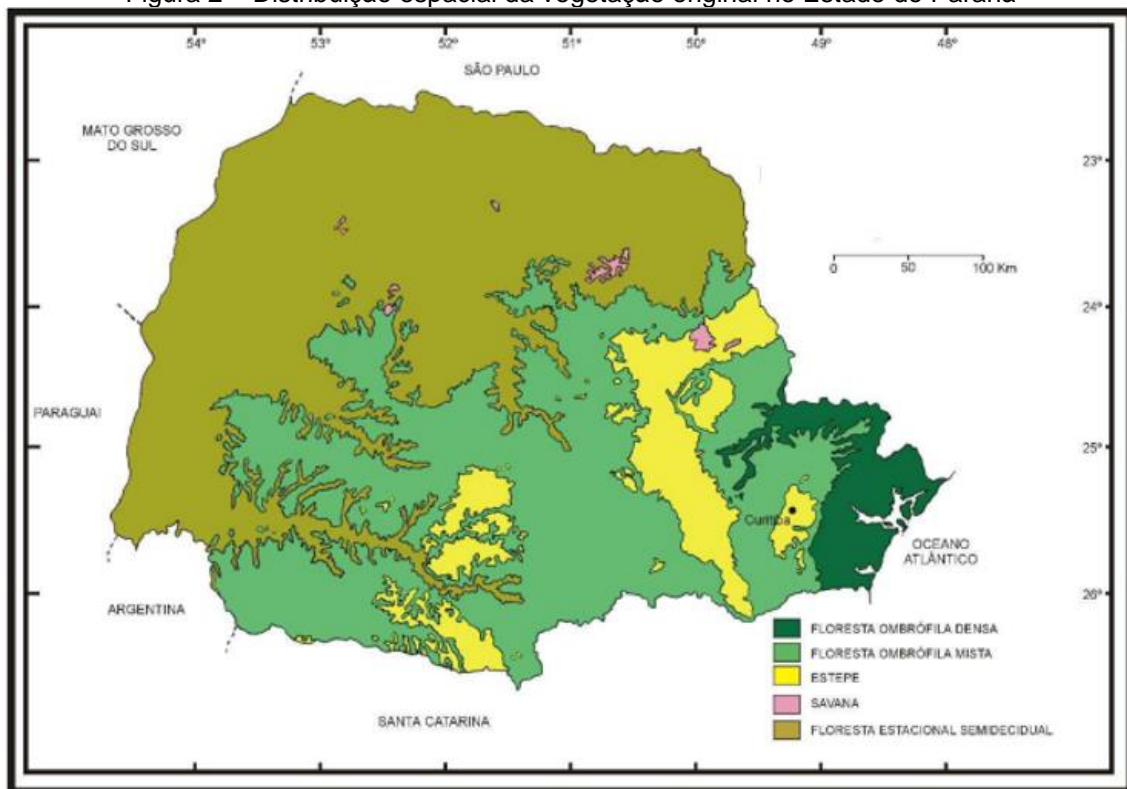 Figura 2 – Distribuição espacial da vegetação original no Estado do Paraná
54° 53° 52° 51° 50° 49° 48°
SÃO PAULO
MATO GROSSO
DO SUL
23°
0 50 100 Km
24°
PARAGUAI
25°
Curitiba
OCEANO
ATLÂNTICO
ARGENTINA
26°
FLORESTA OMBRÓFILA DENSA
FLORESTA OMBRÓFILA MISTA
ESTEPE
SAVANA
FLORESTA ESTACIONAL SEMIDECIDUAL
SANTA CATARINA